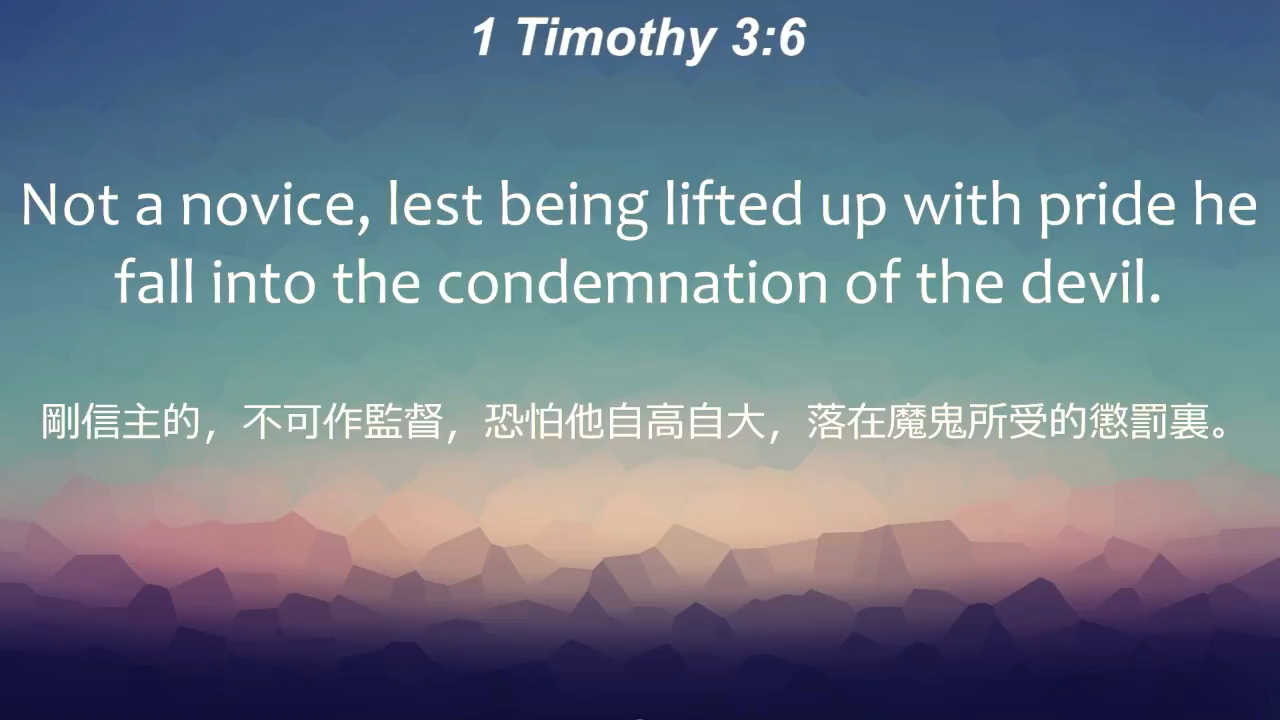 1 Timothy 3:6
Not a novice, lest being lifted up with pride he
fall into the condemnation of the devil.
剛信主的，不可作監督，恐怕他自高自大，落在魔鬼所受的懲罰裏。